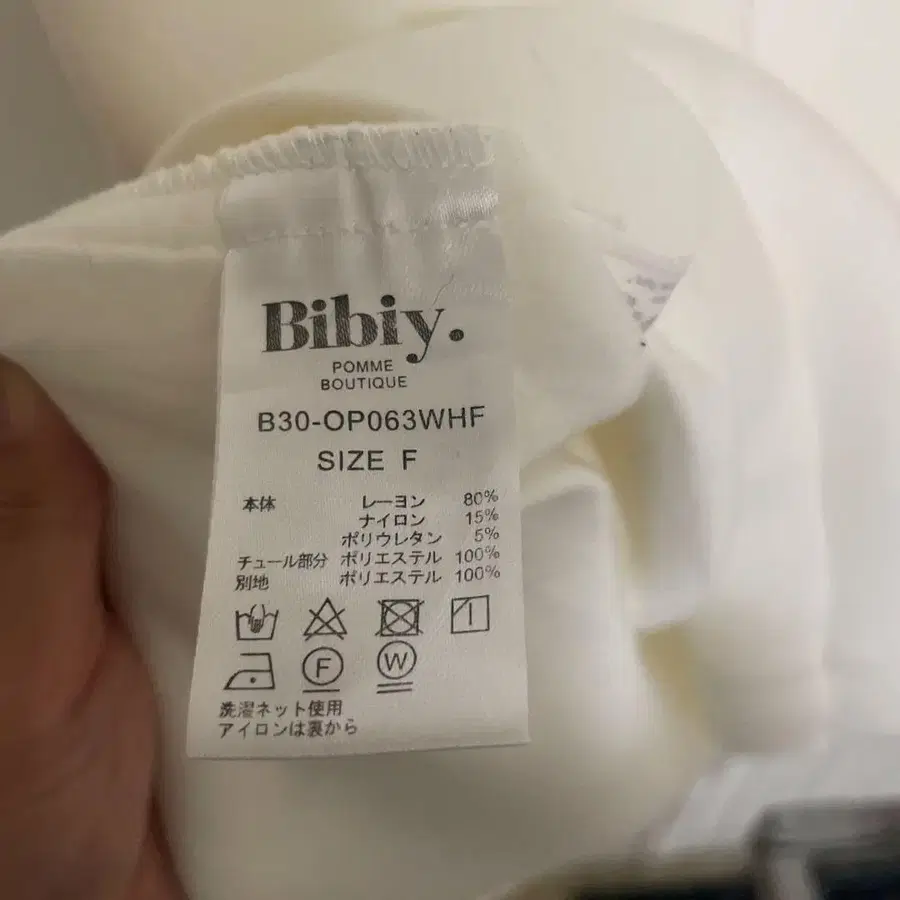 Bibiy.
POMME
BOUTIQUE
B30-OP063WHF
SIZE F
本体 レーヨン 80%
ナイロン 15%
ポリウレタン 5%
チュール部分 ポリエステル 100%
別地 ポリエステル 100%
F W
洗濯ネット使用
アイロンは裏から